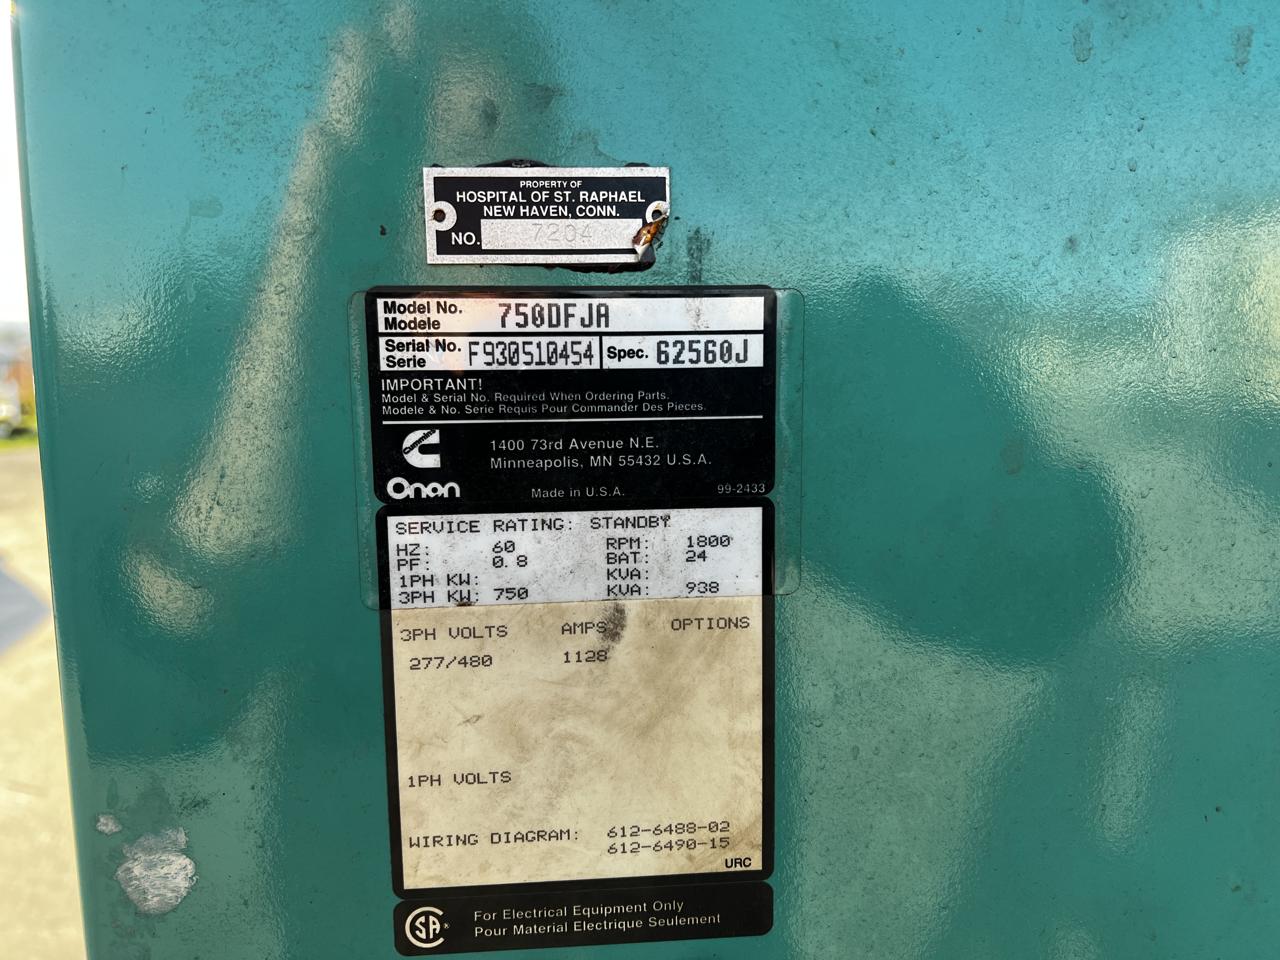 PROPERTY OF
HOSPITAL OF ST. RAPHAEL
NEW HAVEN, CONN.
NO. 7204
Model No. 750DFJA
Modele
Serial No. F930510454 Spec. 62560J
Serie
IMPORTANT!
Model & Serial No. Required When Ordering Parts.
Modele & No. Serie Requis Pour Commander Des Pieces.
Cummins
1400 73rd Avenue N.E.
Minneapolis, MN 55432 U.S.A.
Onan
Made in U.S.A. 99-2433
SERVICE RATING: STANDBY
HZ: 60 RPM: 1800
PF: 0.8 BAT: 24
1PH KW: KVA:
3PH KW: 750 KVA: 938
3PH VOLTS AMPS OPTIONS
277/480 1128
1PH VOLTS
WIRING DIAGRAM: 612-6488-02
612-6490-15
URC
CSA®
For Electrical Equipment Only
Pour Material Electrique Seulement